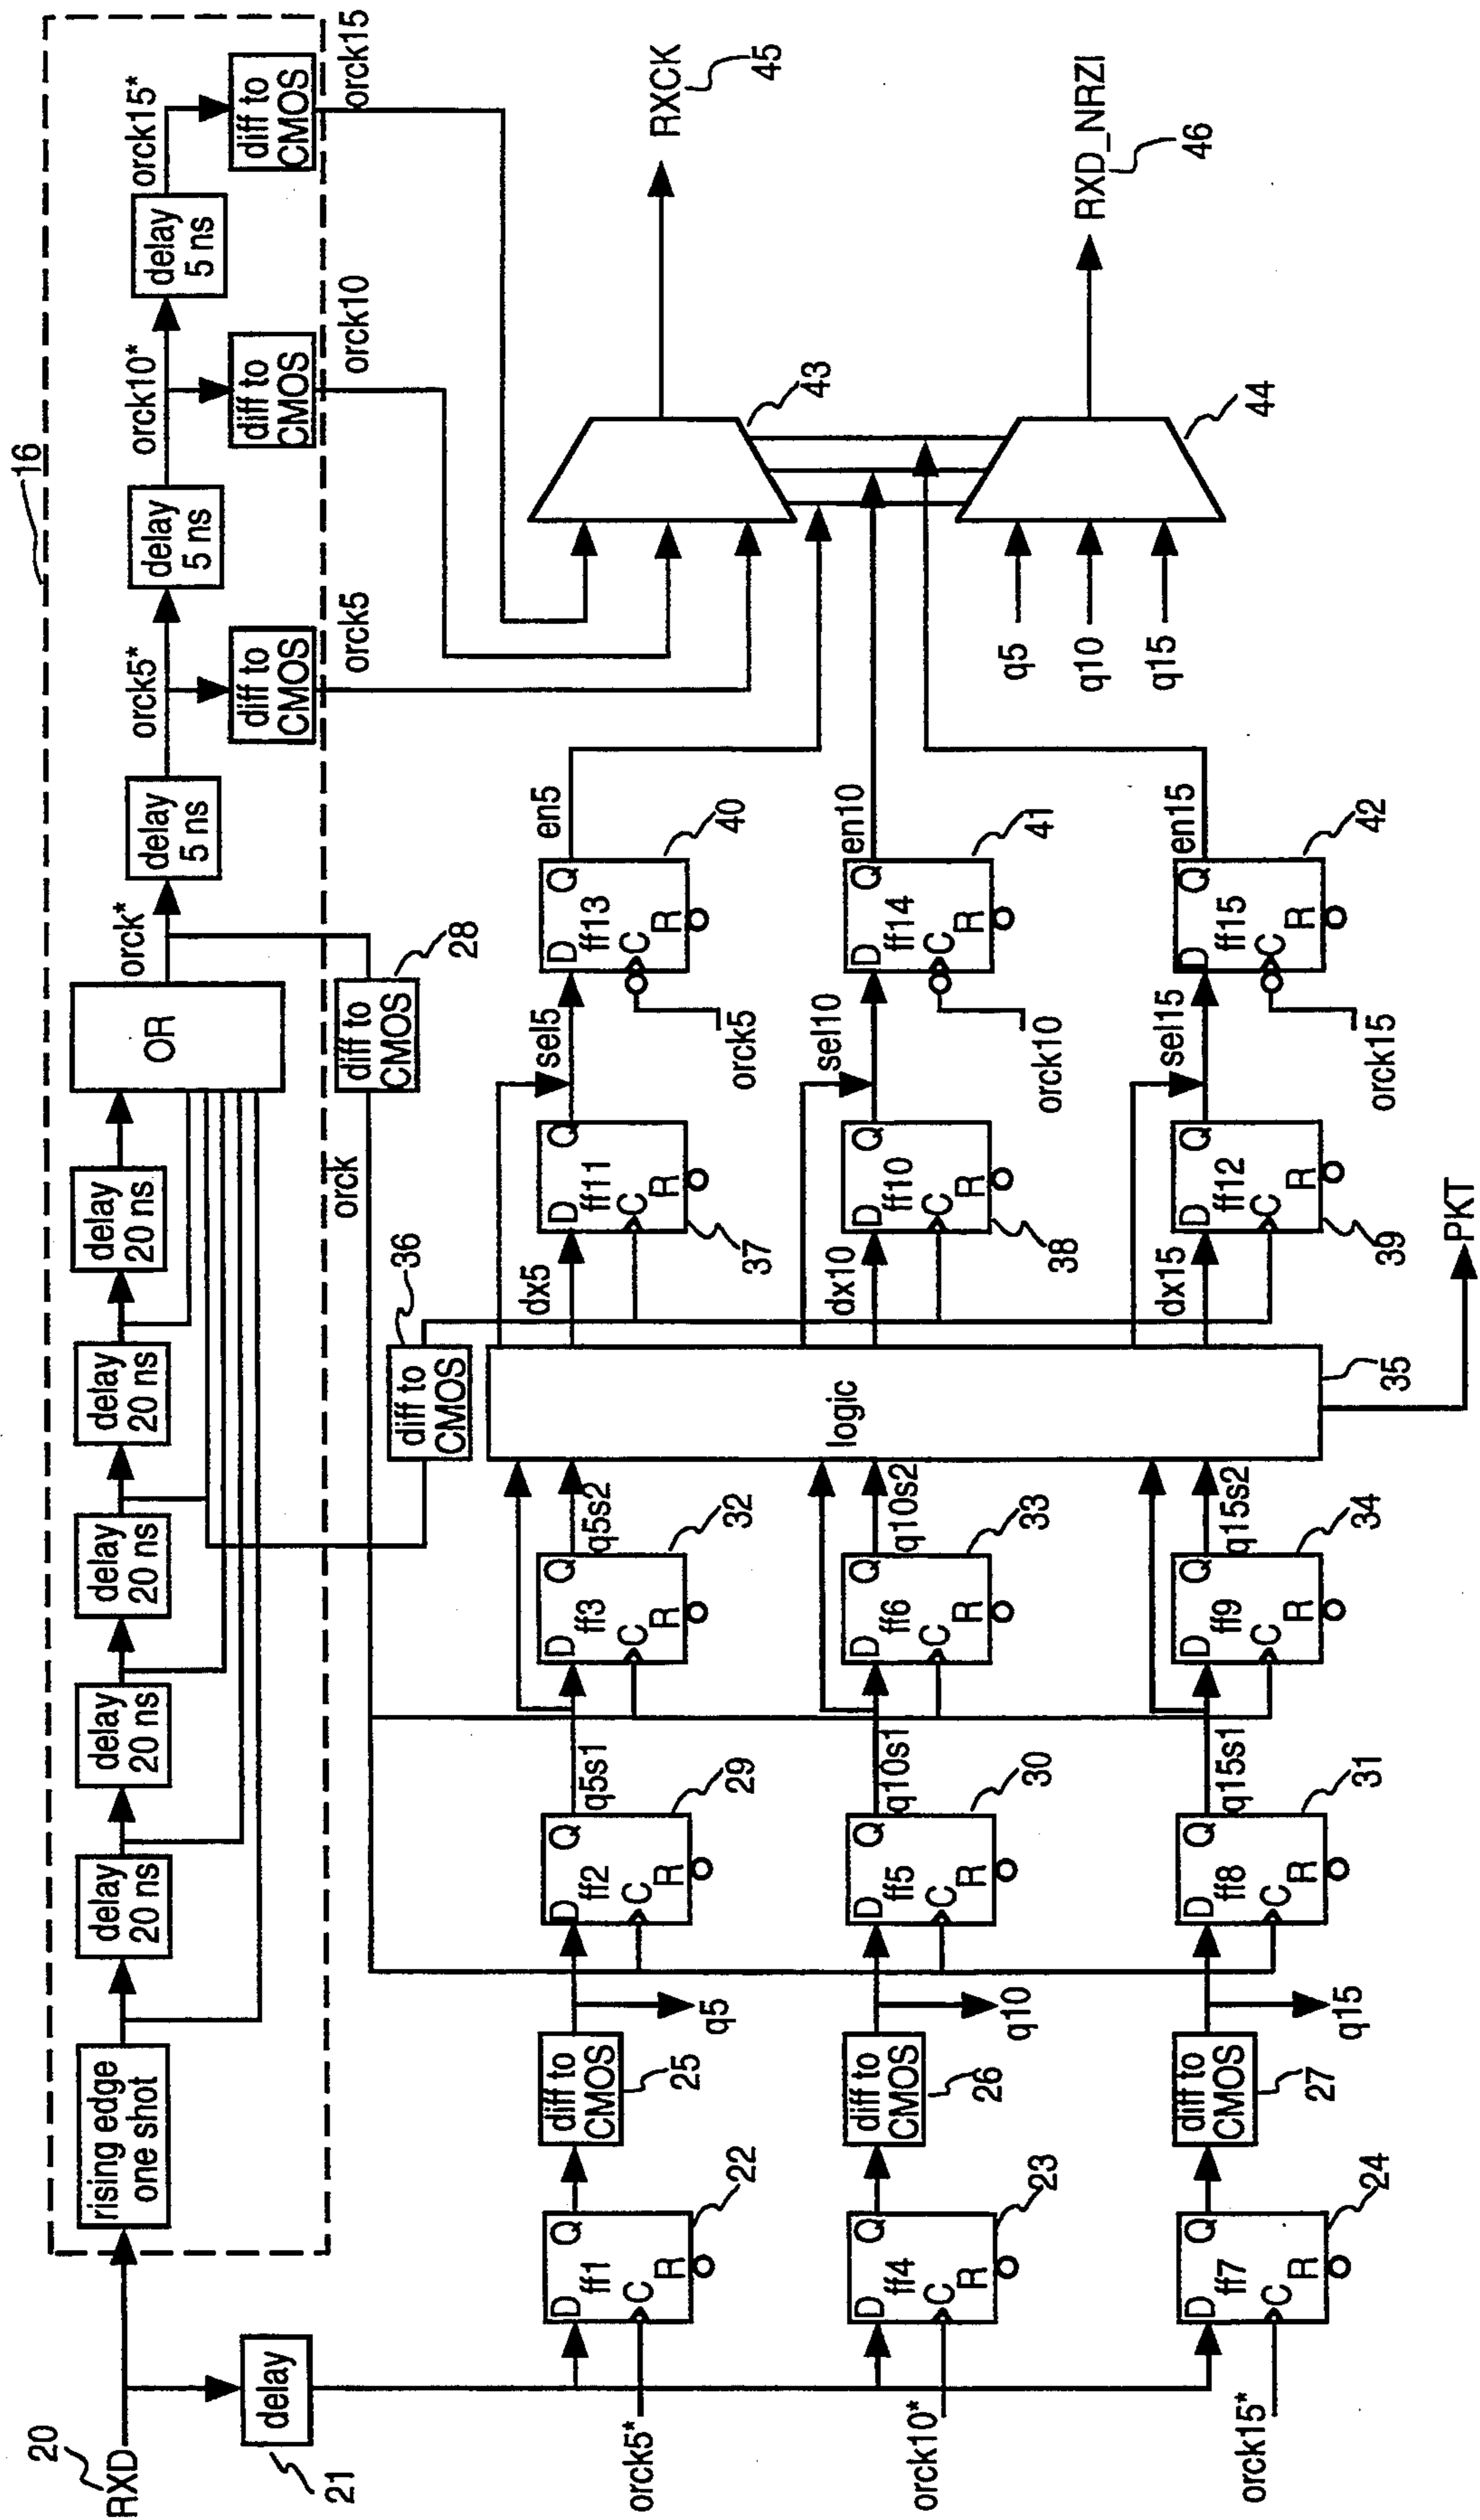 16
20
RXD
rising edge
one shot
delay
20 ns
delay
20 ns
delay
20 ns
delay
20 ns
delay
20 ns
OR
orck*
delay
5 ns
orck5*
delay
5 ns
orck10*
delay
5 ns
orck15*
diff to
CMOS
diff to
CMOS
diff to
CMOS
orck5
orck10
orck15
delay
21
orck
diff to
CMOS
28
diff to
CMOS
36
orck5*
D
Q
ff1
C
R
22
diff to
CMOS
25
q5
D
Q
ff2
C
R
29
q5s1
D
Q
ff3
C
R
32
q5s2
dx5
D
Q
ff11
C
R
37
sel5
D
Q
ff13
C
R
40
orck5
en5
orck10*
D
Q
ff4
C
R
23
diff to
CMOS
26
q10
D
Q
ff5
C
R
30
q10s1
D
Q
ff6
C
R
33
q10s2
logic
35
dx10
D
Q
ff10
C
R
38
sel10
D
Q
ff14
C
R
41
orck10
en10
orck15*
D
Q
ff7
C
R
24
diff to
CMOS
27
q15
D
Q
ff8
C
R
31
q15s1
D
Q
ff9
C
R
34
q15s2
dx15
D
Q
ff12
C
R
39
sel15
D
Q
ff15
C
R
42
orck15
en15
PKT
43
RXCK
45
q5
q10
q15
44
RXD_NRZI
46